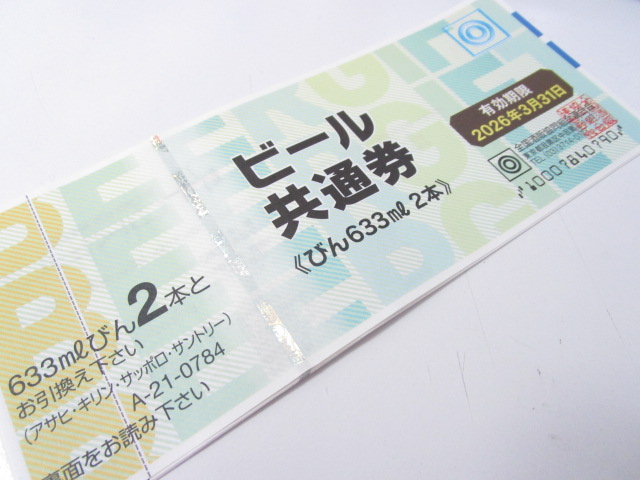 ビール
共通券
《びん633㎖ 2本》
有効期限
2026年3月31日
633㎖びん2本と
お引換え下さい
(アサヒ・キリン・サッポロ・サントリー)
A-21-0784
裏面をお読み下さい